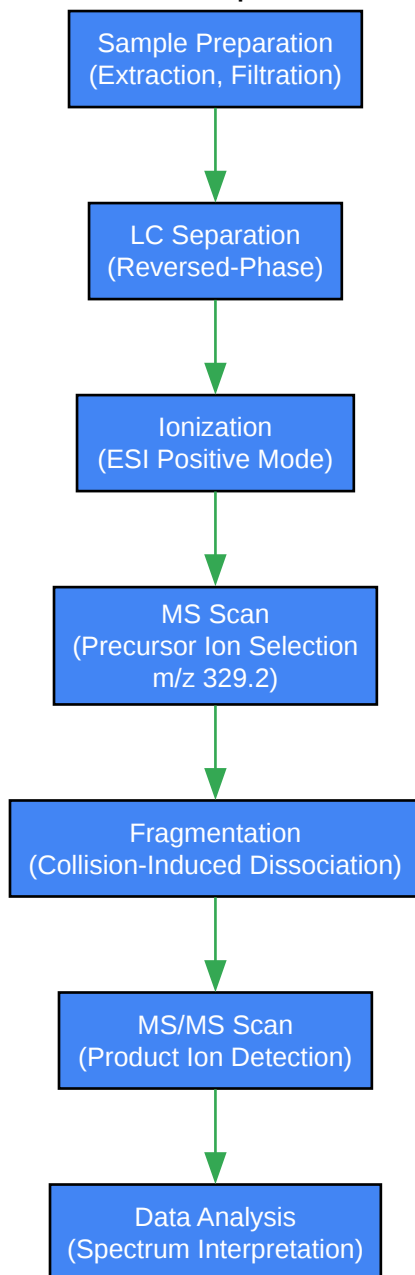 Sample Preparation
(Extraction, Filtration)
LC Separation
(Reversed-Phase)
Ionization
(ESI Positive Mode)
MS Scan
(Precursor Ion Selection
m/z 329.2)
Fragmentation
(Collision-Induced Dissociation)
MS/MS Scan
(Product Ion Detection)
Data Analysis
(Spectrum Interpretation)